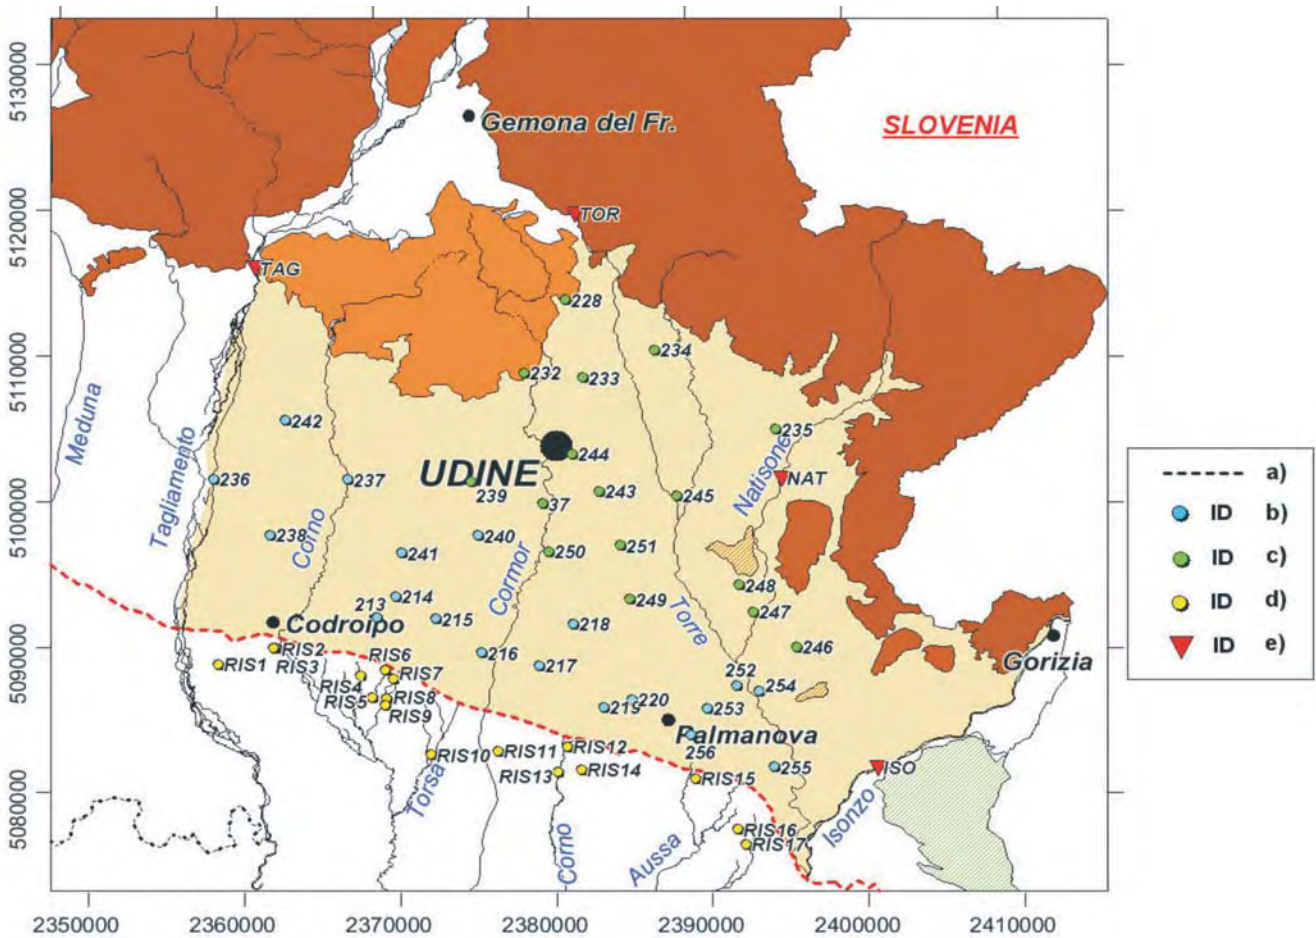 5130000
5120000
5110000
5100000
5090000
5080000
Gemona del Fr.
SLOVENIA
TOR
TAG
228
234
232
233
242
235
Meduna
Tagliamento
UDINE
244
236
237
239
243
245
Natisone
NAT
37
238
Corno
240
241
Cormor
250
251
248
213
214
215
249
247
Torre
Codroipo
218
216
217
246
Gorizia
RIS1
RIS2
RIS3
RIS6
RIS7
RIS4
RIS5
RIS8
RIS9
252
254
219
220
253
Palmanova
256
255
ISO
RIS10
RIS11
RIS12
RIS13
RIS14
RIS15
Torsa
Corno
Aussa
Isonzo
RIS16
RIS17
2350000
2360000
2370000
2380000
2390000
2400000
2410000
a)
ID b)
ID c)
ID d)
ID e)